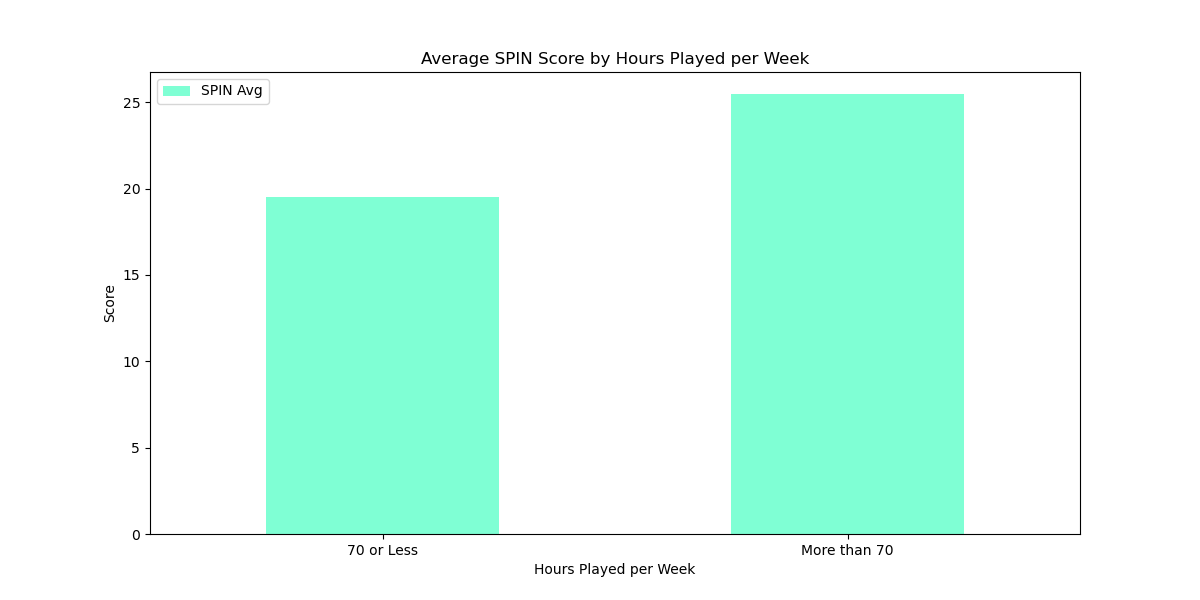 Average SPIN Score by Hours Played per Week
SPIN Avg
25
20
15
10
5
0
Score
70 or Less
More than 70
Hours Played per Week